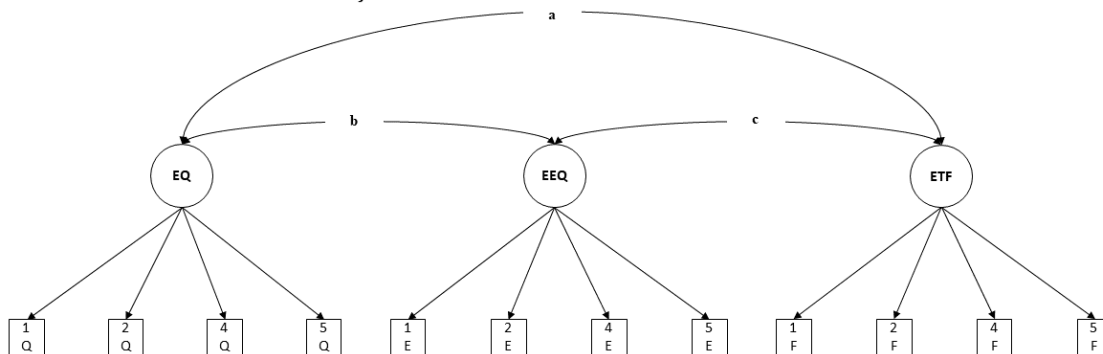 a
b
c
EQ
EEQ
ETF
1 2 4 5 1 2 4 5 1 2 4 5
Q Q Q Q E E E E F F F F